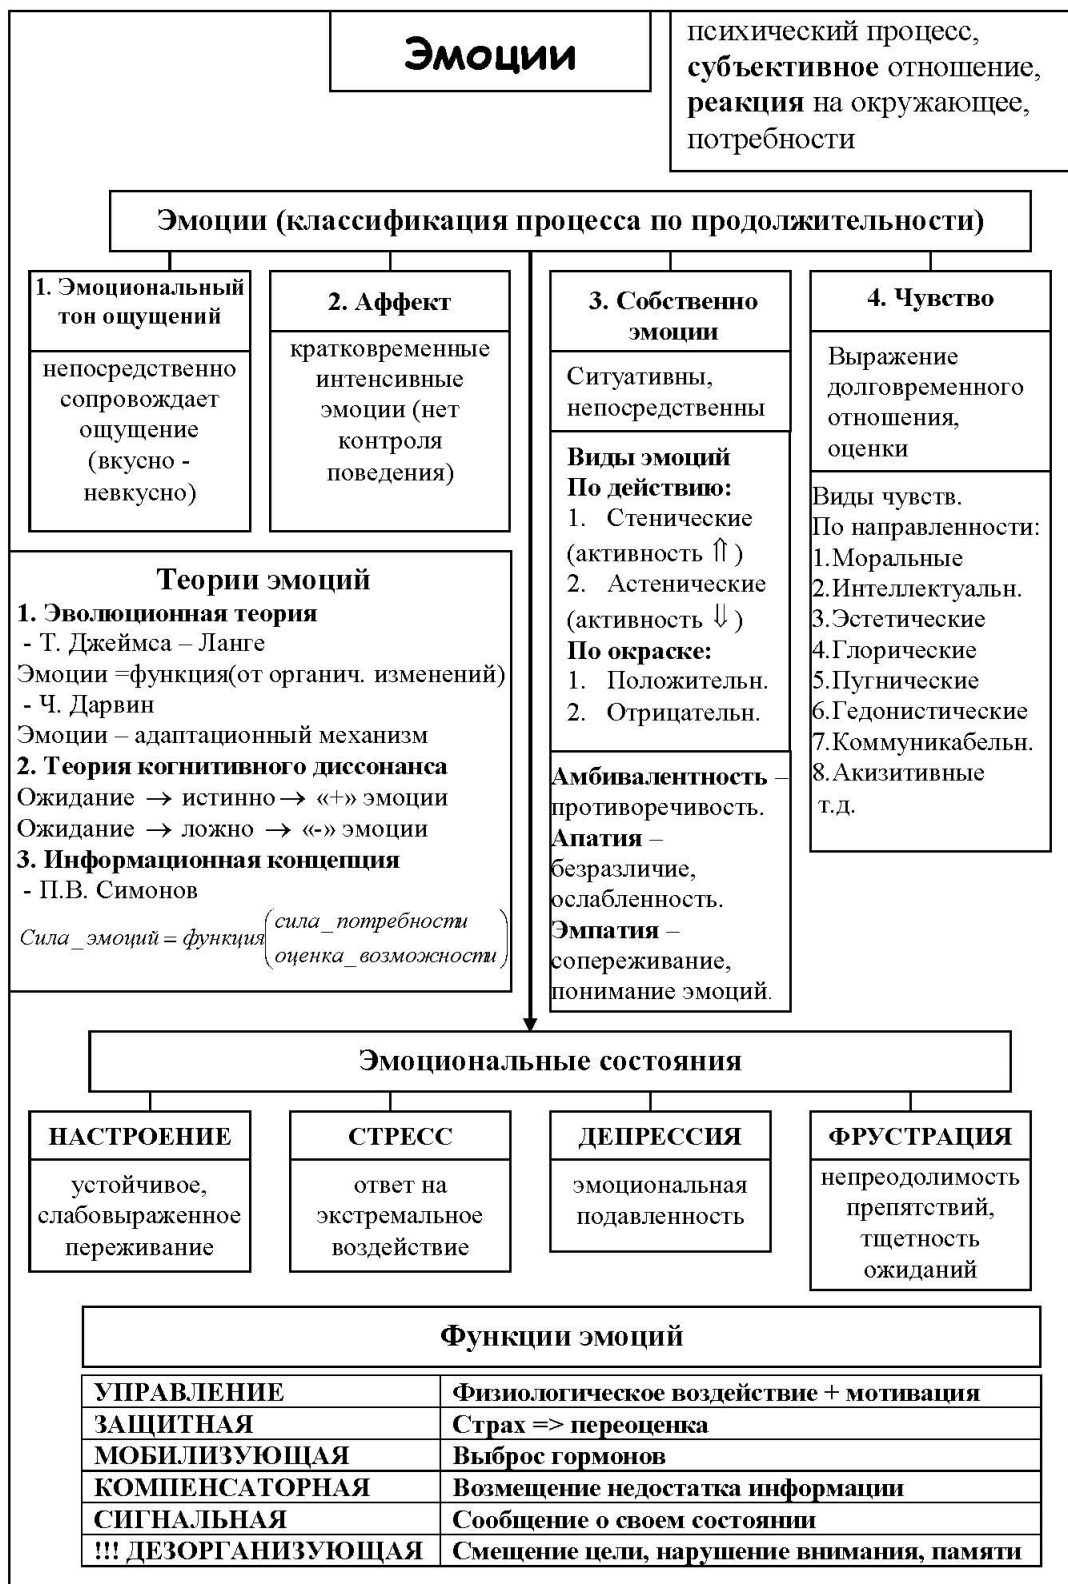 Эмоции
психический процесс,
субъективное отношение,
реакция на окружающее,
потребности
Эмоции (классификация процесса по продолжительности)
1. Эмоциональный
тон ощущений
непосредственно
сопровождает
ощущение
(вкусно -
невкусно)
2. Аффект
кратковременные
интенсивные
эмоции (нет
контроля
поведения)
3. Собственно
эмоции
Ситуативны,
непосредственны
Виды эмоций
По действию:
1. Стенические
(активность ⇑)
2. Астенические
(активность ⇓)
По окраске:
1. Положительн.
2. Отрицательн.
Амбивалентность –
противоречивость.
Апатия –
безразличие,
ослабленность.
Эмпатия –
сопереживание,
понимание эмоций.
4. Чувство
Выражение
долговременного
отношения,
оценки
Виды чувств.
По направленности:
1.Моральные
2.Интеллектуальн.
3.Эстетические
4.Глорические
5.Пугнические
6.Гедонистические
7.Коммуникабельн.
8.Акизитивные
т.д.
Теории эмоций
1. Эволюционная теория
- Т. Джеймса – Ланге
Эмоции =функция(от органич. изменений)
- Ч. Дарвин
Эмоции – адаптационный механизм
2. Теория когнитивного диссонанса
Ожидание → истинно → «+» эмоции
Ожидание → ложно → «-» эмоции
3. Информационная концепция
- П.В. Симонов
Сила_эмоций = функция(сила_потребности
оценка_возможности)
Эмоциональные состояния
НАСТРОЕНИЕ
устойчивое,
слабовыраженное
переживание
СТРЕСС
ответ на
экстремальное
воздействие
ДЕПРЕССИЯ
эмоциональная
подавленность
ФРУСТРАЦИЯ
непреодолимость
препятствий,
тщетность
ожиданий
Функции эмоций
УПРАВЛЕНИЕ Физиологическое воздействие + мотивация
ЗАЩИТНАЯ Страх => переоценка
МОБИЛИЗУЮЩАЯ Выброс гормонов
КОМПЕНСАТОРНАЯ Возмещение недостатка информации
СИГНАЛЬНАЯ Сообщение о своем состоянии
!!! ДЕЗОРГАНИЗУЮЩАЯ Смещение цели, нарушение внимания, памяти